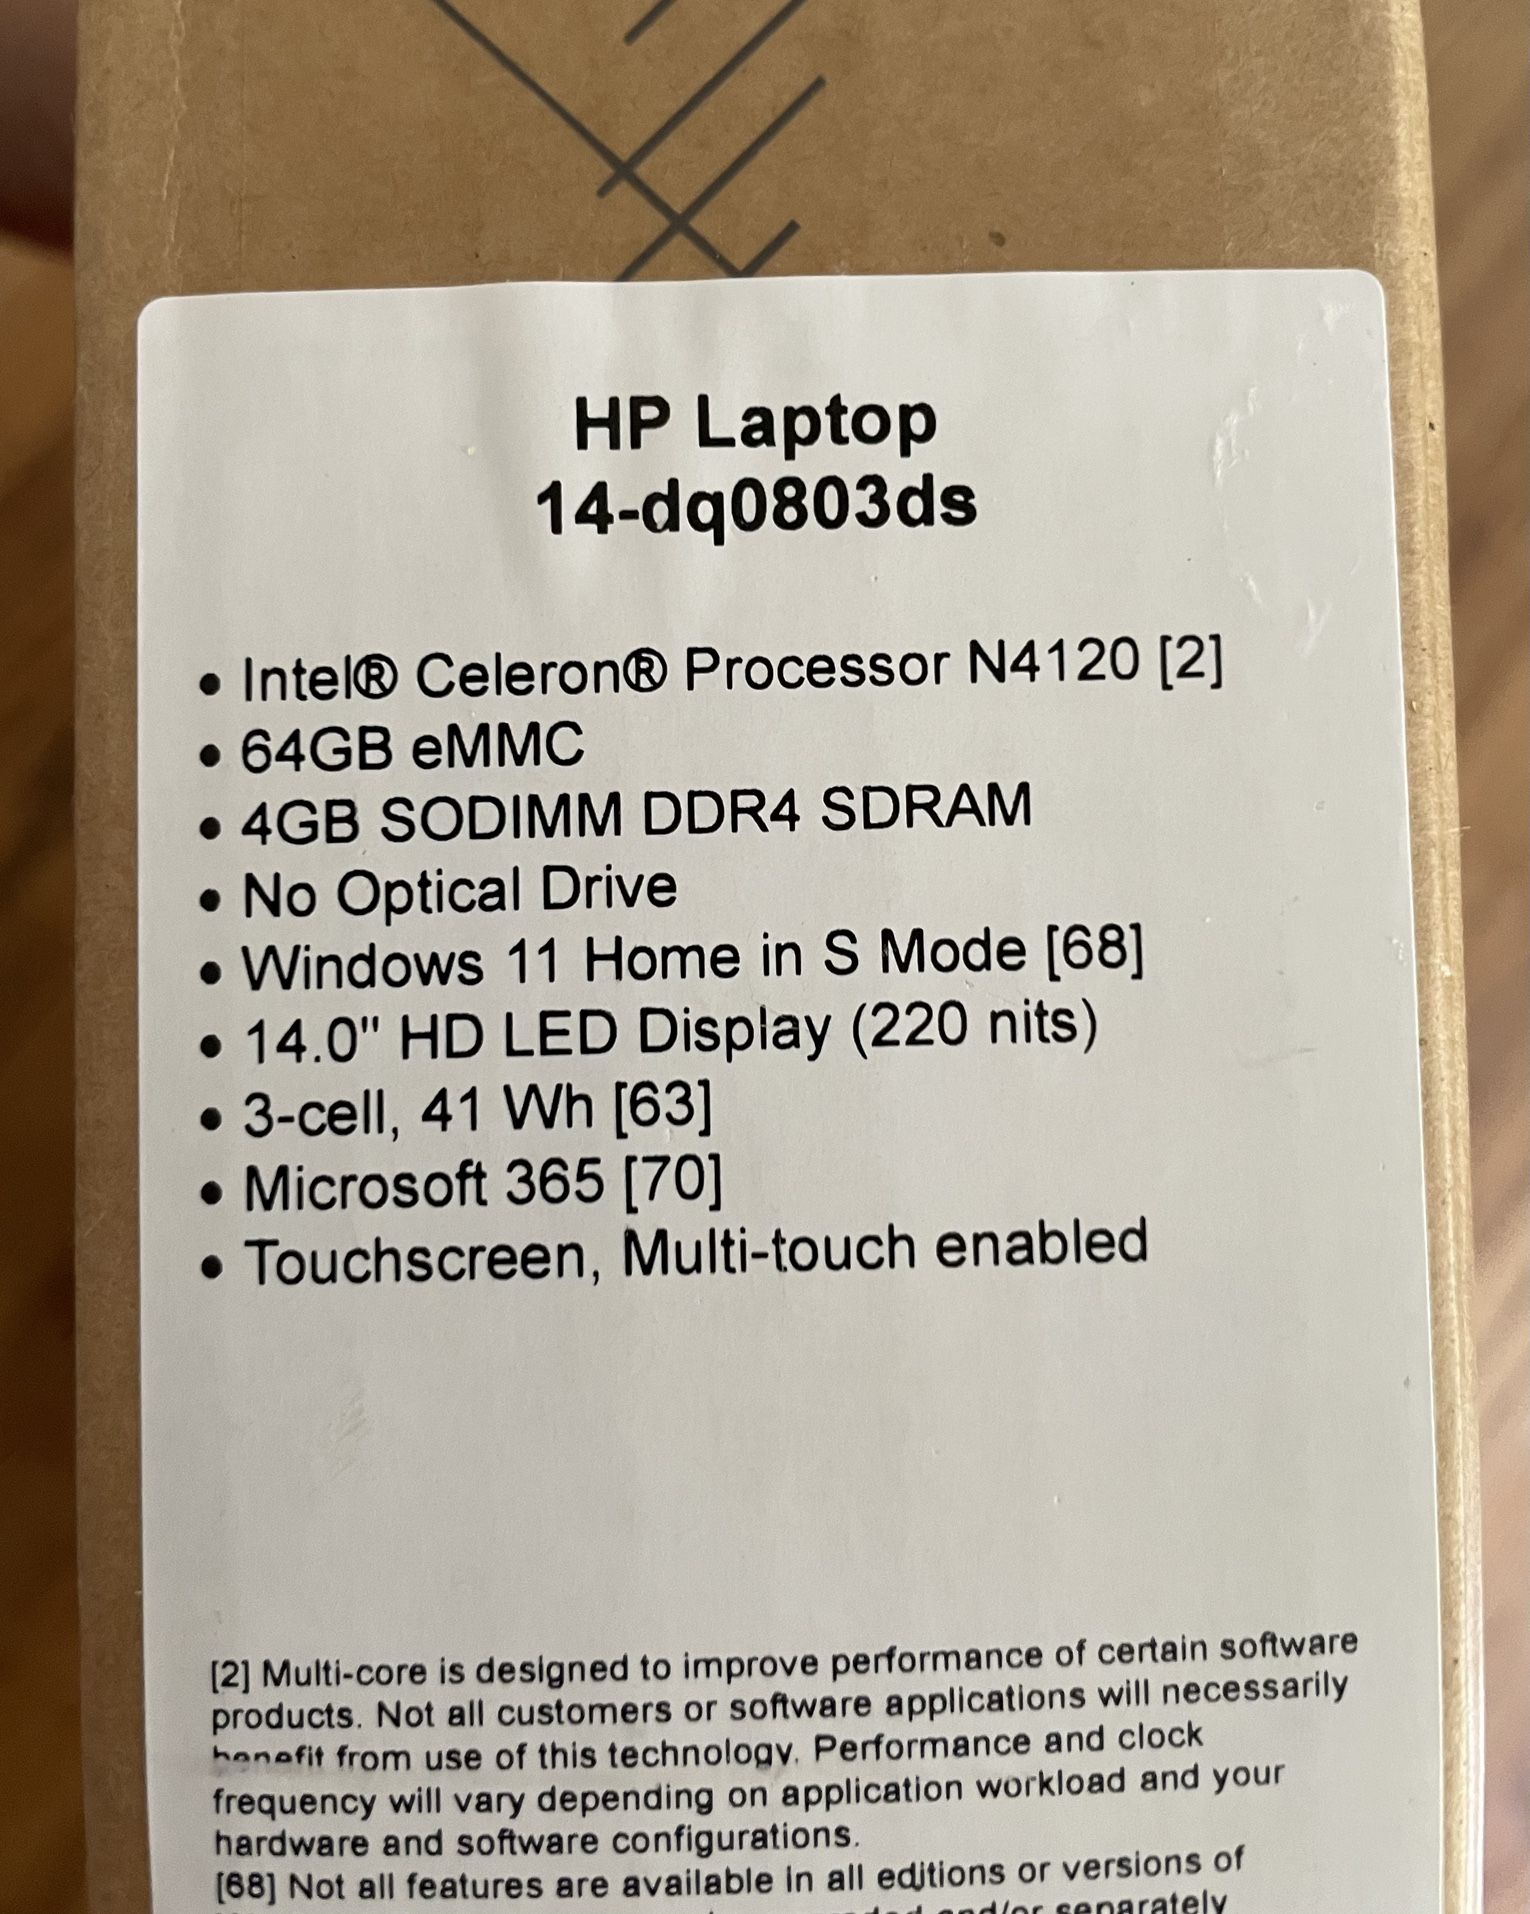 HP Laptop
14-dq0803ds
• Intel® Celeron® Processor N4120 [2]
• 64GB eMMC
• 4GB SODIMM DDR4 SDRAM
• No Optical Drive
• Windows 11 Home in S Mode [68]
• 14.0" HD LED Display (220 nits)
• 3-cell, 41 Wh [63]
• Microsoft 365 [70]
• Touchscreen, Multi-touch enabled
[2] Multi-core is designed to improve performance of certain software
products. Not all customers or software applications will necessarily
benefit from use of this technology. Performance and clock
frequency will vary depending on application workload and your
hardware and software configurations.
[68] Not all features are available in all editions or versions of
and/or separately